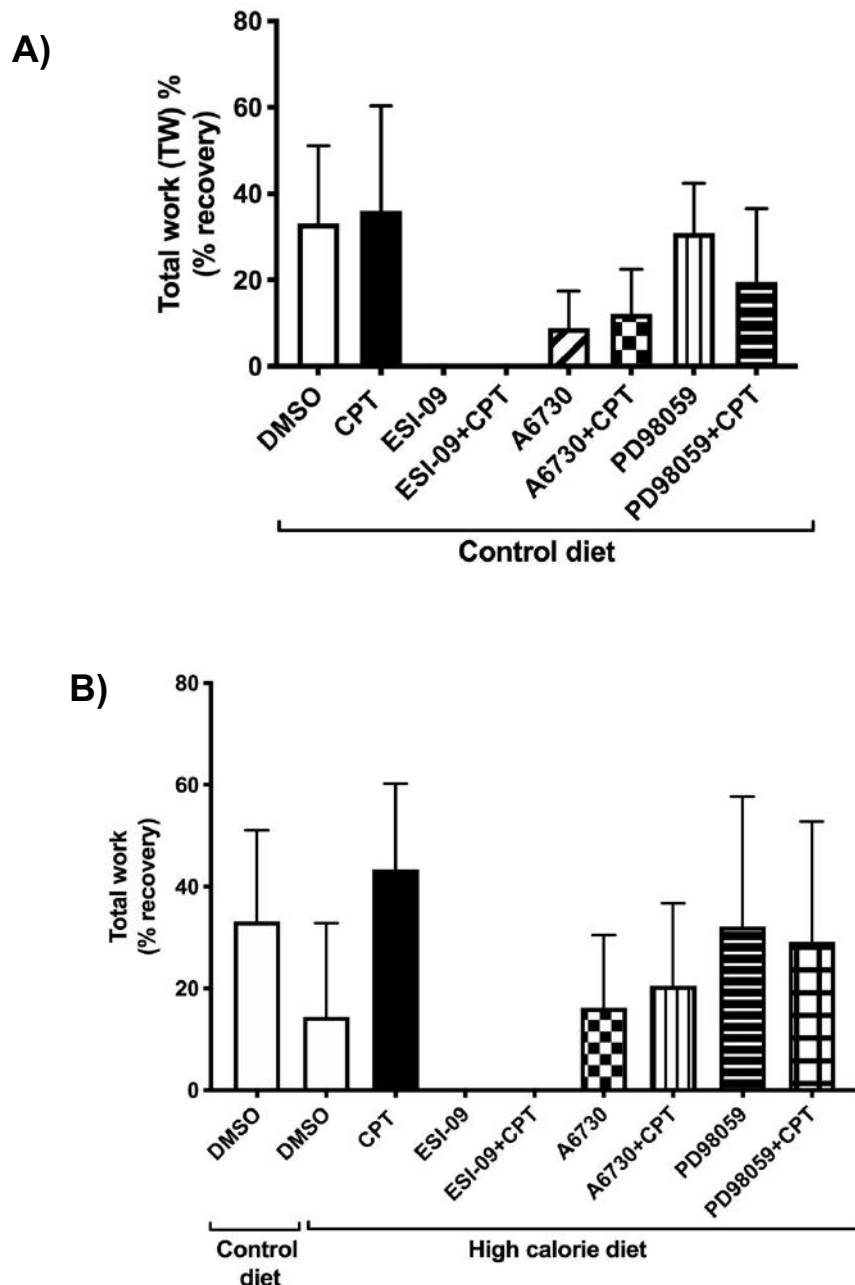 A)
Total work (TW) %
(% recovery)
80
60
40
20
0
DMSO
CPT
ESI-09
ESI-09+CPT
A6730
A6730+CPT
PD98059
PD98059+CPT
Control diet
B)
Total work
(% recovery)
80
60
40
20
0
DMSO
DMSO
CPT
ESI-09
ESI-09+CPT
A6730
A6730+CPT
PD98059
PD98059+CPT
Control
diet
High calorie diet